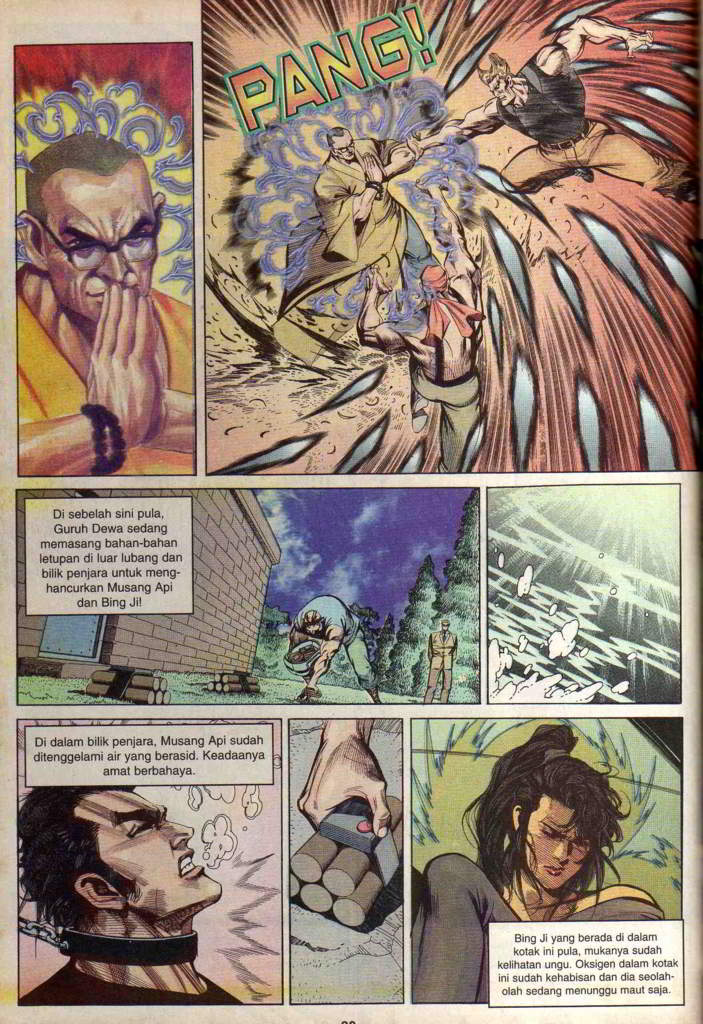 PANG!
Di sebelah sini pula,
Guruh Dewa sedang
memasang bahan-bahan
letupan di luar lubang dan
bilik penjara untuk meng-
hancurkan Musang Api
dan Bing Ji!
Di dalam bilik penjara, Musang Api sudah
ditenggelami air yang berasid. Keadaanya
amat berbahaya.
Bing Ji yang berada di dalam
kotak ini pula, mukanya sudah
kelihatan ungu. Oksigen dalam kotak
ini sudah kehabisan dan dia seolah-
olah sedang menunggu maut saja.